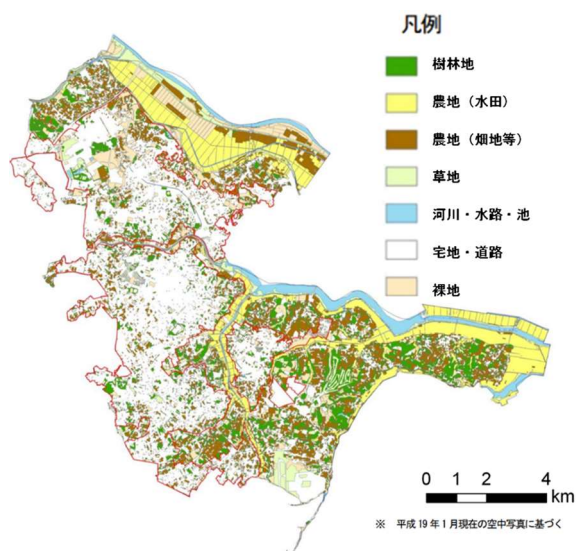 凡例
樹林地
農地（水田）
農地（畑地等）
草地
河川・水路・池
宅地・道路
裸地
0 1 2 4
km
※ 平成19年1月現在の空中写真に基づく